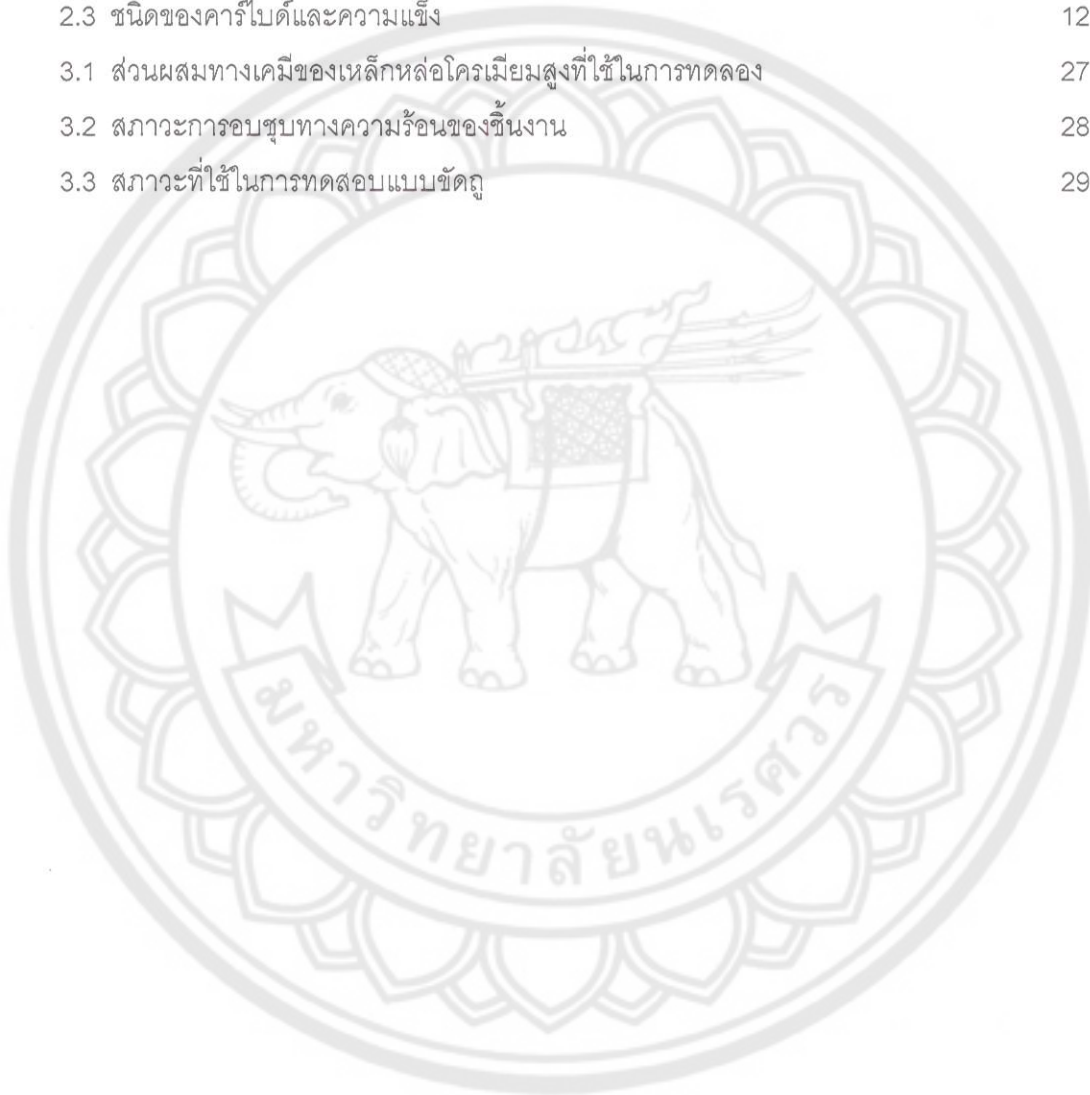 2.3 ชนิดของคาร์ไบด์และความแข็ง 12
3.1 ส่วนผสมทางเคมีของเหล็กหล่อโครเมียมสูงที่ใช้ในการทดลอง 27
3.2 สภาวะการอบชุบทางความร้อนของชิ้นงาน 28
3.3 สภาวะที่ใช้ในการทดสอบแบบขัดถู 29
มหาวิทยาลัยนเรศวร